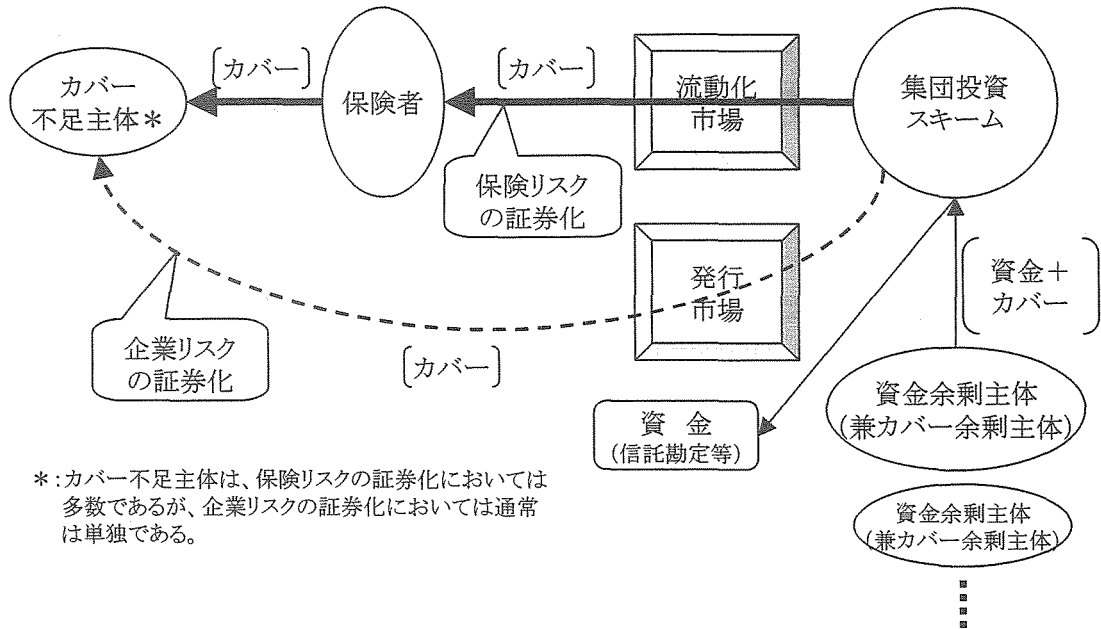 カバー
不足主体＊
〔カバー〕
保険者
〔カバー〕
流動化
市場
集団投資
スキーム
保険リスク
の証券化
発行
市場
資金＋
カバー
企業リスク
の証券化
〔カバー〕
資　金
(信託勘定等)
資金余剰主体
(兼カバー余剰主体)
＊:カバー不足主体は、保険リスクの証券化においては
多数であるが、企業リスクの証券化においては通常
は単独である。
資金余剰主体
(兼カバー余剰主体)